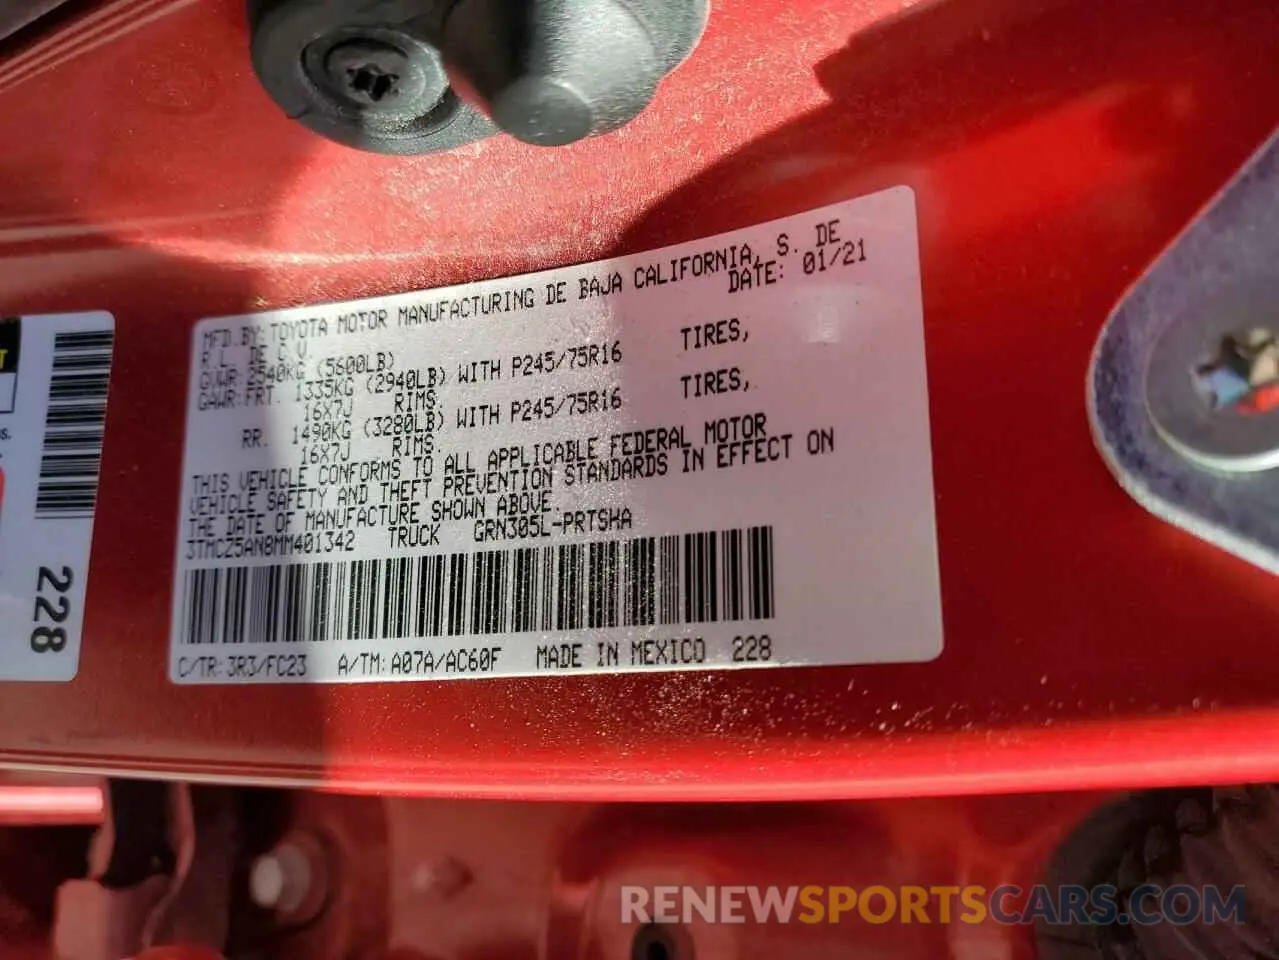 MFD.BY:TOYOTA MOTOR MANUFACTURING DE BAJA CALIFORNIA, S. DE
R.L. DE C.V. DATE: 01/21
GVWR 2540KG (5600LB)
GAWR:FRT. 1335KG (2940LB) WITH P245/75R16 TIRES,
16X7J RIMS.
RR. 1490KG (3280LB) WITH P245/75R16 TIRES,
16X7J RIMS.
THIS VEHICLE CONFORMS TO ALL APPLICABLE FEDERAL MOTOR
VEHICLE SAFETY AND THEFT PREVENTION STANDARDS IN EFFECT ON
THE DATE OF MANUFACTURE SHOWN ABOVE.
3TMCZ5AN8MM401342 TRUCK GRN305L-PRTSKA
C/TR:3R3/FC23 A/TM:A07A/AC60F MADE IN MEXICO 228
228
RENEWSPORTSCARS.COM